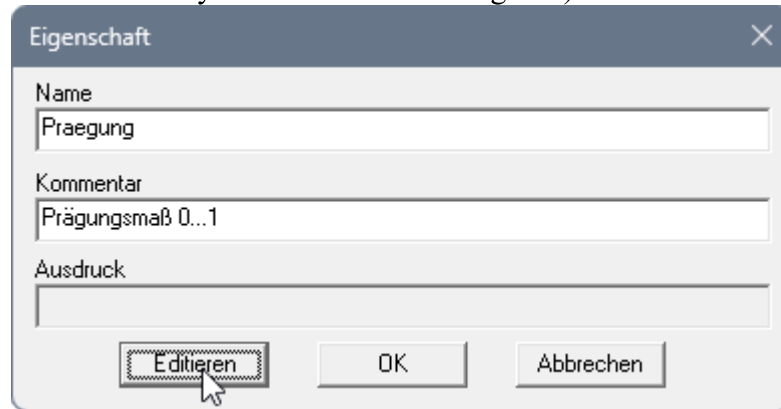 Eigenschaft
Name
Praegung
Kommentar
Prägungsmaß 0...1
Ausdruck
Editieren OK Abbrechen